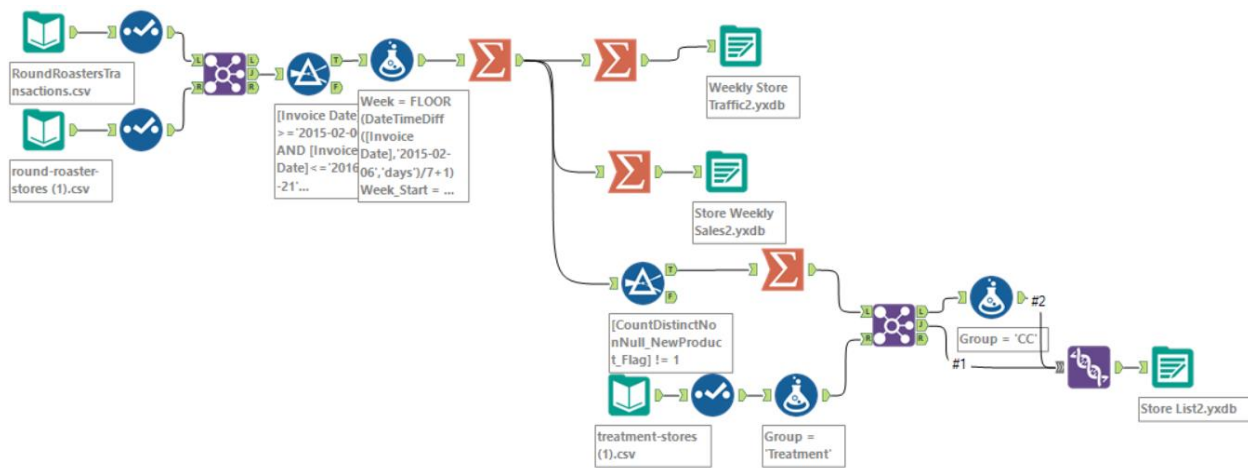 RoundRoastersTra
nsactions.csv
round-roaster-
stores (1).csv
L
R
L
J
R
T
F
[Invoice Date
>='2015-02-0
AND [Invoice
Date]<='2016
-21'...
Week = FLOOR
(DateTimeDiff
([Invoice
Date],'2015-02-
06','days')/7+1)
Week_Start = ...
Weekly Store
Traffic2.yxdb
Store Weekly
Sales2.yxdb
T
F
[CountDistinctNo
nNull_NewProduc
t_Flag] != 1
treatment-stores
(1).csv
Group =
'Treatment'
L
R
L
J
R
#2
Group = 'CC'
#1
Store List2.yxdb